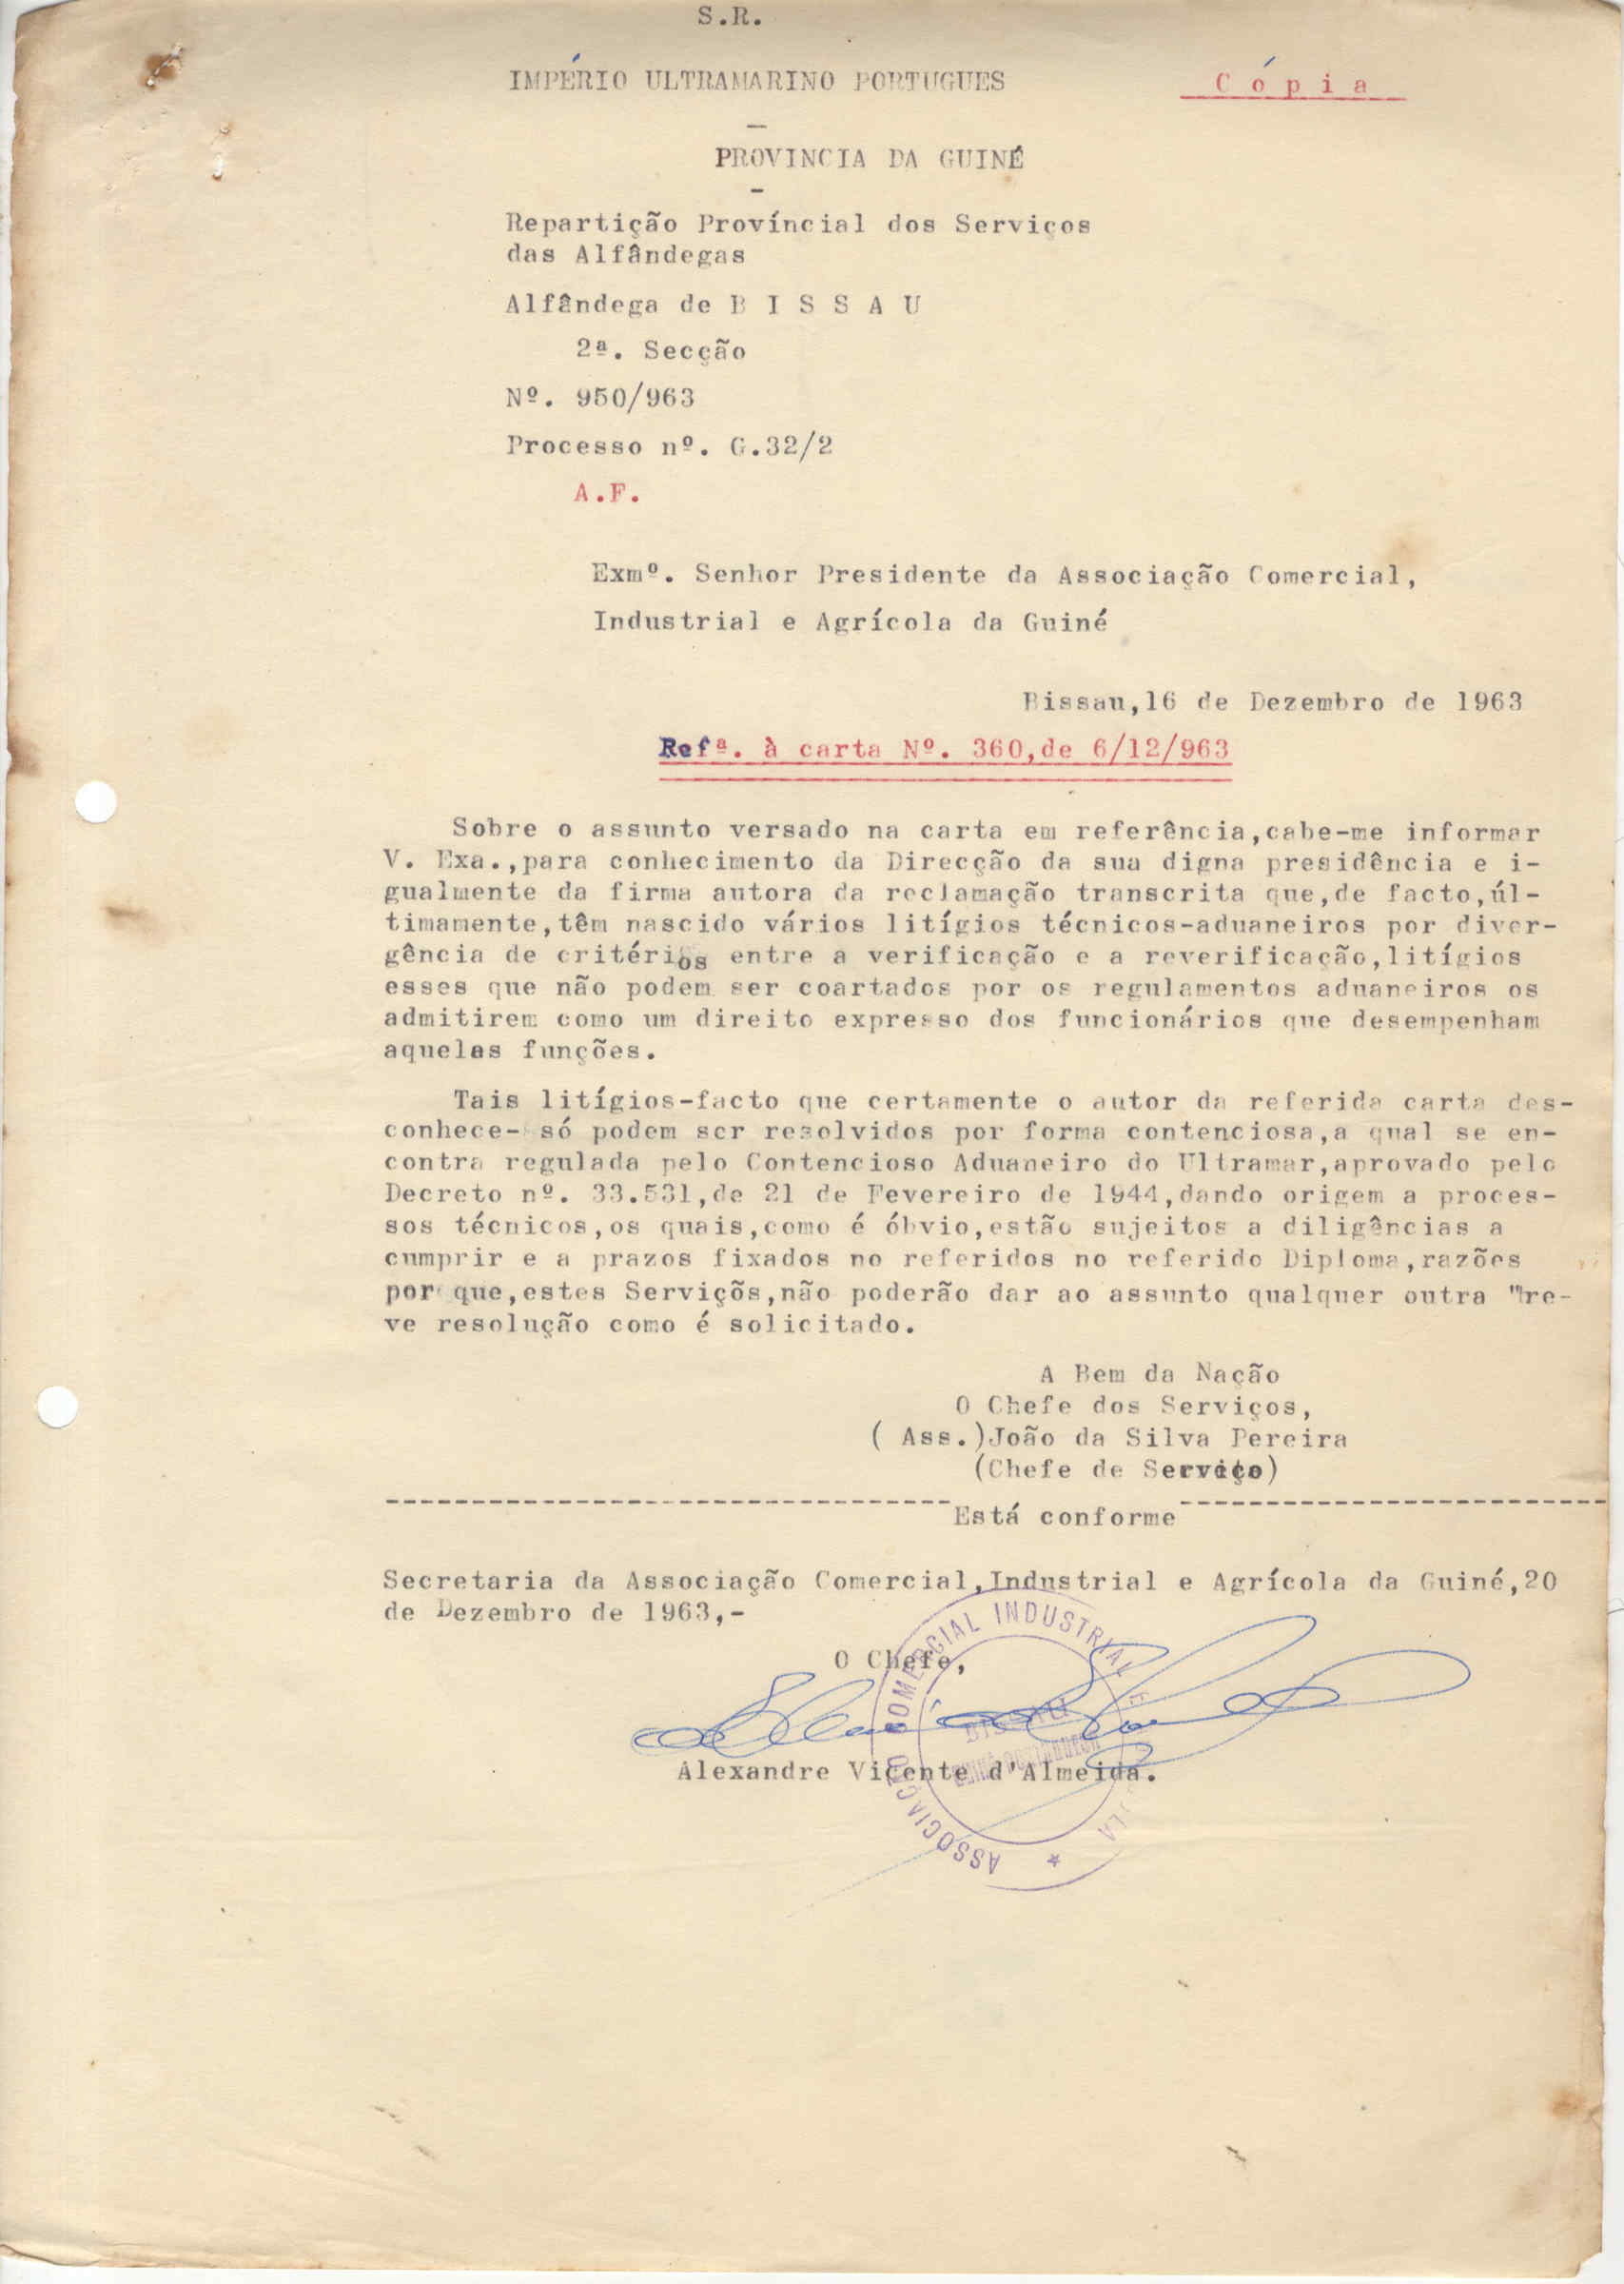 S.R.
IMPÉRIO ULTRAMARINO PORTUGUES
Cópia
PROVINCIA DA GUINÉ
Repartição Províncial dos Serviços
das Alfândegas
Alfândega de B I S S A U
2ª. Secção
Nº. 950/963
Processo nº. G.32/2
A.F.
Exmº. Senhor Presidente da Associação Comercial,
Industrial e Agrícola da Guiné
Bissau,16 de Dezembro de 1963
Refª. à carta Nº. 360,de 6/12/963
Sobre o assunto versado na carta em referência,cabe-me informar
V. Exa.,para conhecimento da Direcção da sua digna presidência e i-
gualmente da firma autora da reclamação transcrita que,de facto,úl-
timamente,têm nascido vários litígios técnicos-aduaneiros por diver-
gência de critérios entre a verificação e a reverificação,litígios
esses que não podem ser coartados por os regulamentos aduaneiros os
admitirem como um direito expresso dos funcionários que desempenham
aquelas funções.
Tais litígios-facto que certamente o autor da referida carta des-
conhece- só podem ser resolvidos por forma contenciosa,a qual se en-
contra regulada pelo Contencioso Aduaneiro do Ultramar,aprovado pelo
Decreto nº. 33.531,de 21 de Fevereiro de 1944,dando origem a proces-
sos técnicos,os quais,como é óbvio,estão sujeitos a diligências a
cumprir e a prazos fixados no referidos no referido Diploma,razões
por que,estes Serviçõs,não poderão dar ao assunto qualquer outra "bre-
ve resolução como é solicitado.
A Bem da Nação
O Chefe dos Serviços,
( Ass.)João da Silva Pereira
(Chefe de Serviço)
Está conforme
Secretaria da Associação Comercial,Industrial e Agrícola da Guiné,20
de Dezembro de 1963,-
O Chefe,
Alexandre Vicente d'Almeida.
ASSOCIAÇÃO COMERCIAL INDUSTRIAL E
BISSAU